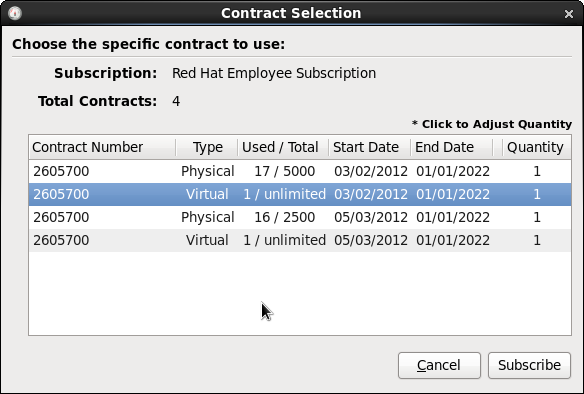 Contract Selection
Choose the specific contract to use:
Subscription: Red Hat Employee Subscription
Total Contracts: 4
* Click to Adjust Quantity
Contract Number Type Used / Total Start Date End Date Quantity
2605700 Physical 17 / 5000 03/02/2012 01/01/2022 1
2605700 Virtual 1 / unlimited 03/02/2012 01/01/2022 1
2605700 Physical 16 / 2500 05/03/2012 01/01/2022 1
2605700 Virtual 1 / unlimited 05/03/2012 01/01/2022 1
Cancel Subscribe